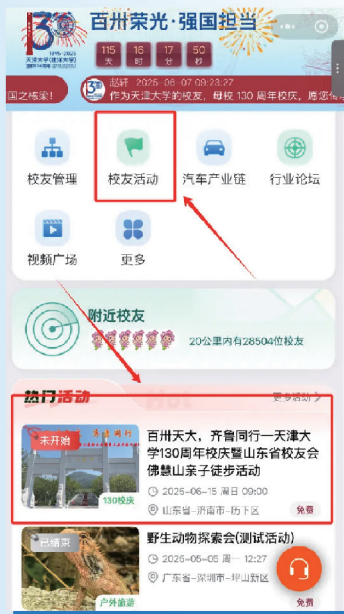 130
1895-2025
天津大学(北洋大学)
百卅荣光·强国担当
115 16 17 50
天 时 分 秒
国之栋梁!
赵轩 2025-06-07 09:23:27
作为天津大学的校友,母校 130 周年校庆,愿您
校友管理 校友活动 汽车产业链 行业论坛
视频广场 更多
附近校友
20公里内有28504位校友
热门活动
Hot
更多活动 >
未开始
130校庆
百卅天大,齐鲁同行—天津大
学130周年校庆暨山东省校友会
佛慧山亲子徒步活动
2025-06-15 周日 09:00
山东省-济南市-历下区 免费
已结束
户外旅游
野生动物探索会(测试活动)
2025-05-05 周一 12:27
广东省-深圳市-坪山新区
免费